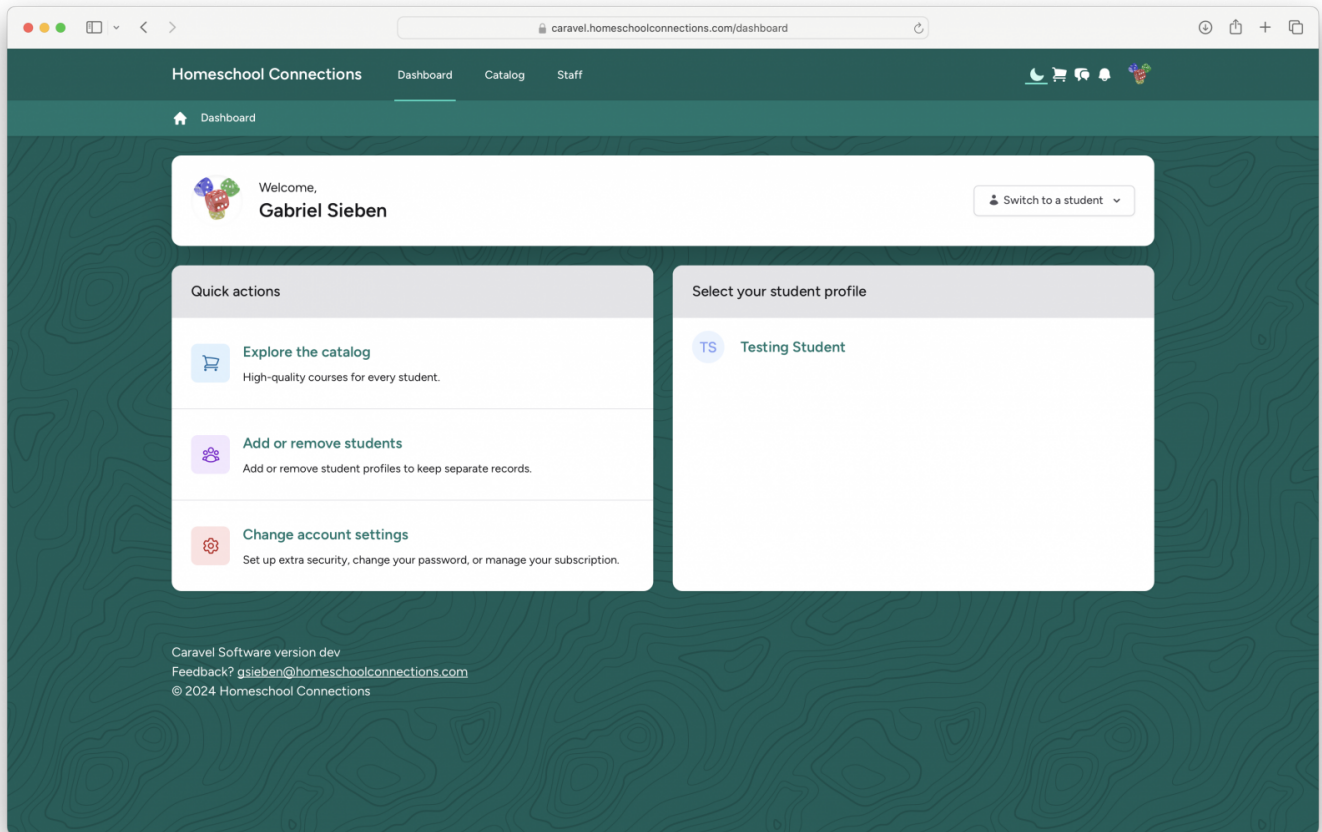 caravel.homeschoolconnections.com/dashboard
Homeschool Connections Dashboard Catalog Staff
Dashboard
Welcome,
Gabriel Sieben
Switch to a student
Quick actions
Explore the catalog
High-quality courses for every student.
Add or remove students
Add or remove student profiles to keep separate records.
Change account settings
Set up extra security, change your password, or manage your subscription.
Select your student profile
TS Testing Student
Caravel Software version dev
Feedback? gsieben@homeschoolconnections.com
© 2024 Homeschool Connections